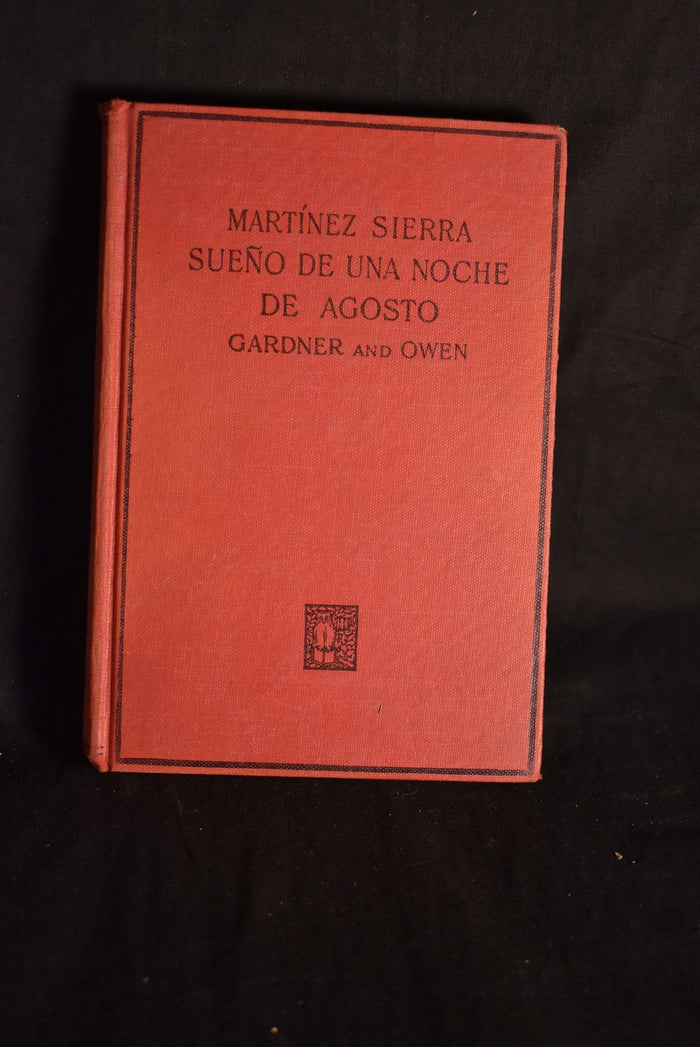 MARTÍNEZ SIERRA
SUEÑO DE UNA NOCHE
DE AGOSTO
GARDNER AND OWEN